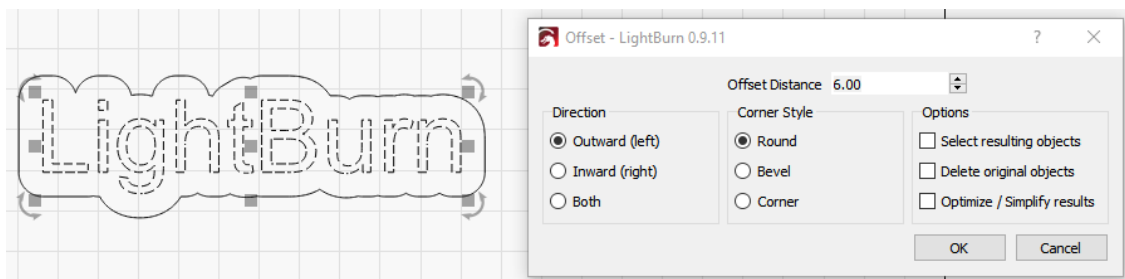 LightBurn
Offset - LightBurn 0.9.11
Offset Distance 6.00
Direction
Outward (left)
Inward (right)
Both
Corner Style
Round
Bevel
Corner
Options
Select resulting objects
Delete original objects
Optimize / Simplify results
OK Cancel